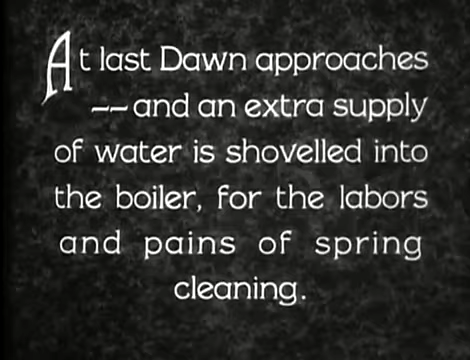 At last Dawn approaches
--and an extra supply
of water is shovelled into
the boiler, for the labors
and pains of spring
cleaning.